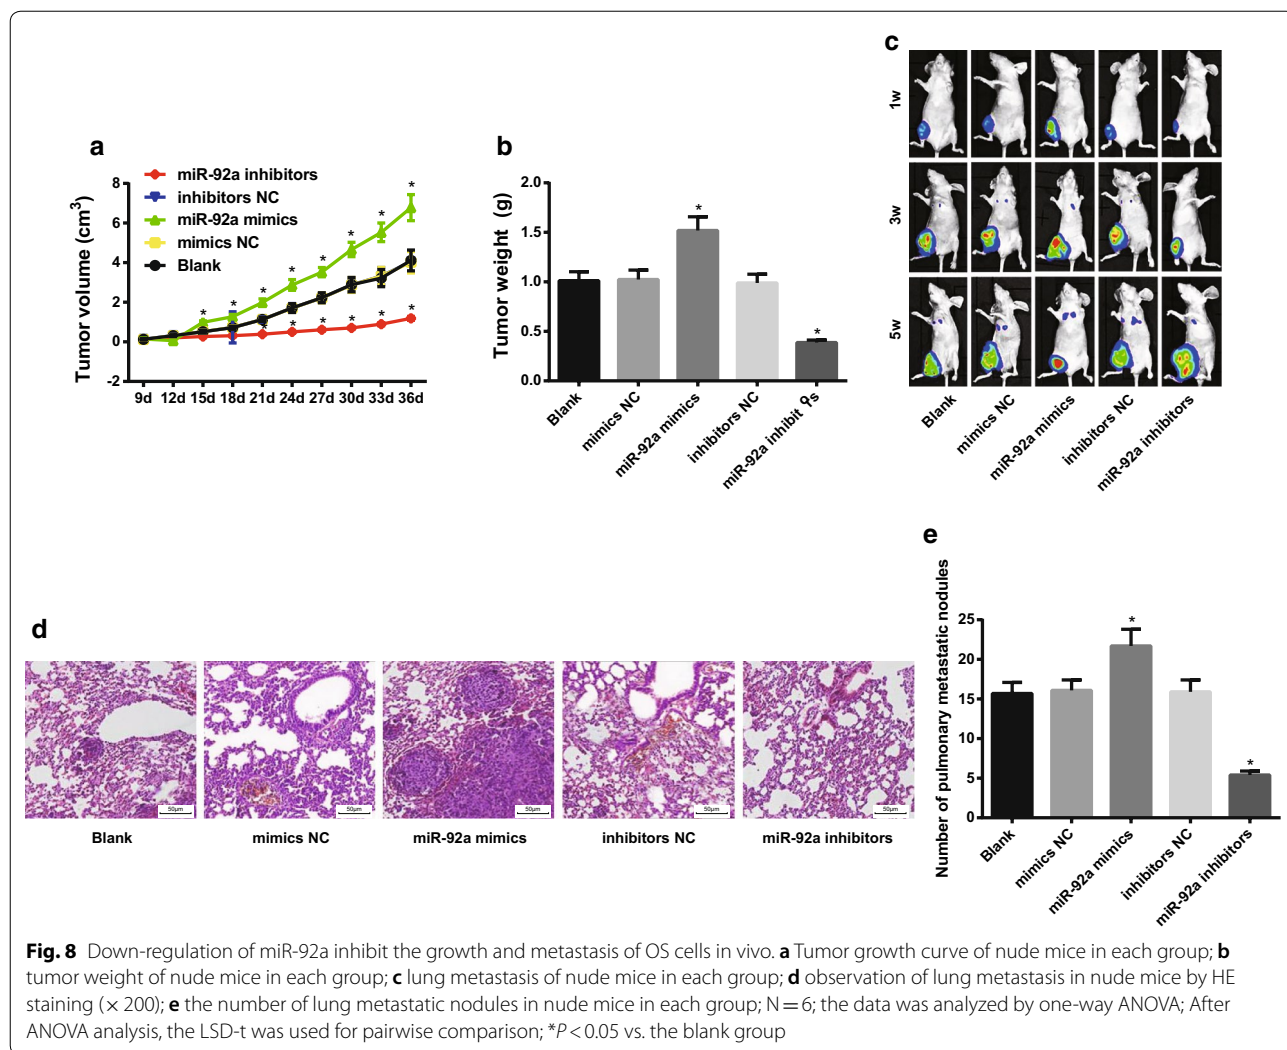 a
miR-92a inhibitors
inhibitors NC
miR-92a mimics
mimics NC
Blank
Tumor volume (cm3)
8
6
4
2
0
-2
* * * * * * * *
* * * * * *
9d 12d 15d 18d 21d 24d 27d 30d 33d 36d
b
Tumor weight (g)
2.0
1.5
1.0
0.5
0.0
*
*
Blank
mimics NC
miR-92a mimics
inhibitors NC
miR-92a inhibit
c
1w
3w
5w
Blank
mimics NC
miR-92a mimics
inhibitors NC
miR-92a inhibitors
d
50μm
50μm
50μm
50μm
50μm
Blank
mimics NC
miR-92a mimics
inhibitors NC
miR-92a inhibitors
e
Number of pulmonary metastatic nodules
25
20
15
10
5
0
*
*
Blank
mimics NC
miR-92a mimics
inhibitors NC
miR-92a inhibitors
Fig. 8 Down-regulation of miR-92a inhibit the growth and metastasis of OS cells in vivo. a Tumor growth curve of nude mice in each group; b
tumor weight of nude mice in each group; c lung metastasis of nude mice in each group; d observation of lung metastasis in nude mice by HE
staining (× 200); e the number of lung metastatic nodules in nude mice in each group; N = 6; the data was analyzed by one-way ANOVA; After
ANOVA analysis, the LSD-t was used for pairwise comparison; *P < 0.05 vs. the blank group